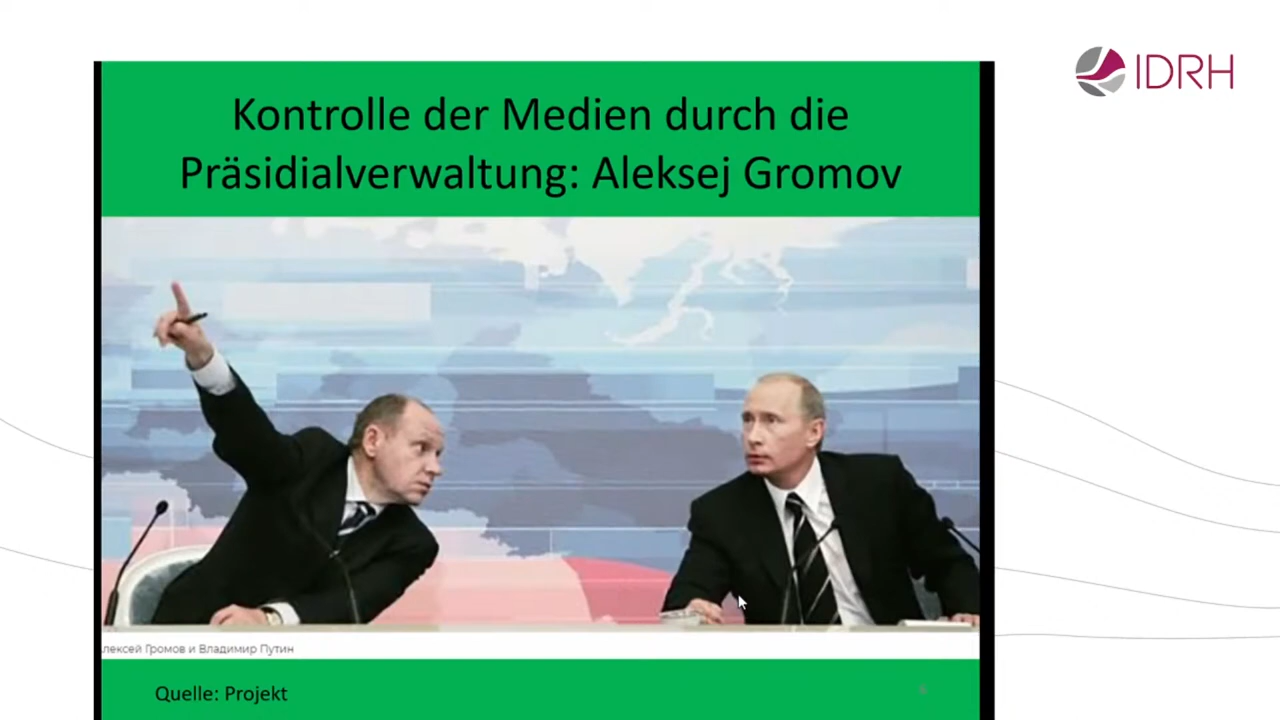 IDRH
Kontrolle der Medien durch die
Präsidialverwaltung: Aleksej Gromov
лексей Громов и Владимир Путин
Quelle: Projekt